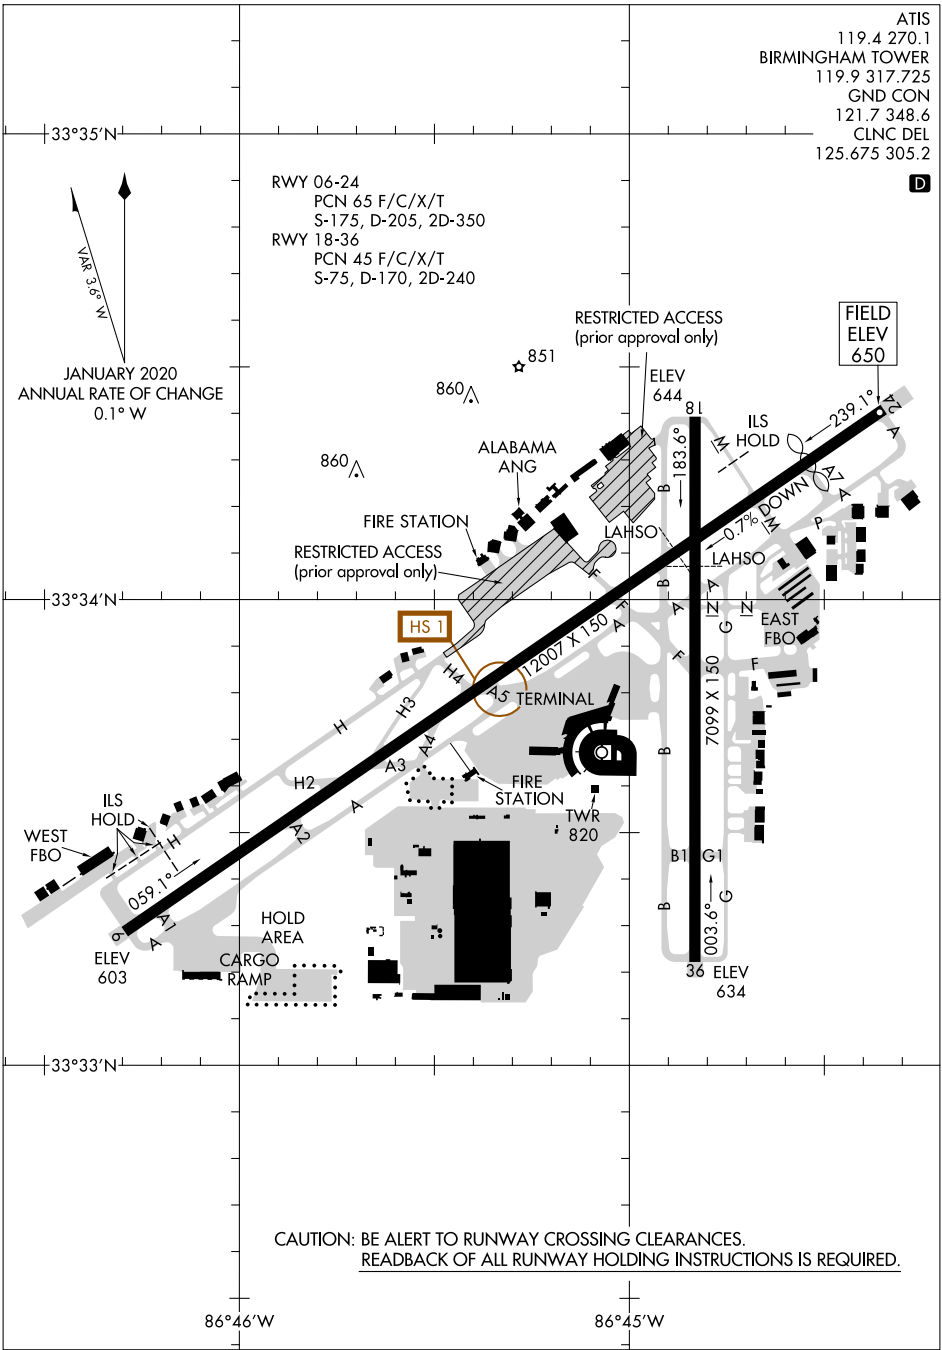 ATIS
119.4 270.1
BIRMINGHAM TOWER
119.9 317.725
GND CON
121.7 348.6
CLNC DEL
125.675 305.2
D
33°35'N
RWY 06-24
PCN 65 F/C/X/T
S-175, D-205, 2D-350
RWY 18-36
PCN 45 F/C/X/T
S-75, D-170, 2D-240
VAR 3.6° W
JANUARY 2020
ANNUAL RATE OF CHANGE
0.1° W
RESTRICTED ACCESS
(prior approval only)
FIELD
ELEV
650
851
860
860
ELEV
644
18
ILS
HOLD
239.1°
24
A
M
183.6°
B
ALABAMA
ANG
A7
A
0.7% DOWN
M
P
FIRE STATION
LAHSO
LAHSO
RESTRICTED ACCESS
(prior approval only)
F
B
A
33°34'N
F
A
A
N
N
G
EAST
FBO
HS 1
12007 X 150
F
F
H4
A5
TERMINAL
7099 X 150
H
H3
A4
B
A3
H2
FIRE
STATION
A
TWR
820
ILS
HOLD
WEST
FBO
H
A2
B1
G1
059.1°
B
003.6°
G
A1
A
6
HOLD
AREA
ELEV
603
CARGO
RAMP
36
ELEV
634
33°33'N
CAUTION: BE ALERT TO RUNWAY CROSSING CLEARANCES.
READBACK OF ALL RUNWAY HOLDING INSTRUCTIONS IS REQUIRED.
86°46'W
86°45'W